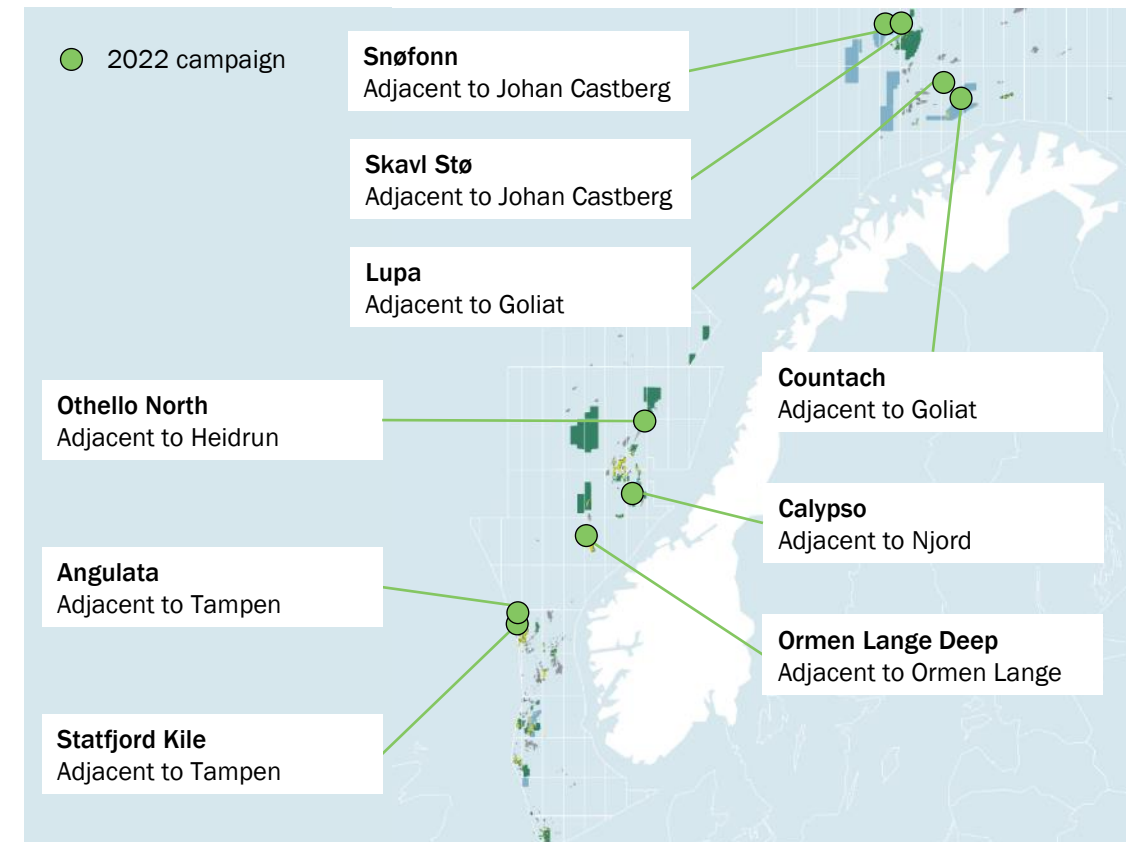 2022 campaign
Snøfonn
Adjacent to Johan Castberg
Skavl Stø
Adjacent to Johan Castberg
Lupa
Adjacent to Goliat
Countach
Adjacent to Goliat
Othello North
Adjacent to Heidrun
Calypso
Adjacent to Njord
Angulata
Adjacent to Tampen
Ormen Lange Deep
Adjacent to Ormen Lange
Statfjord Kile
Adjacent to Tampen